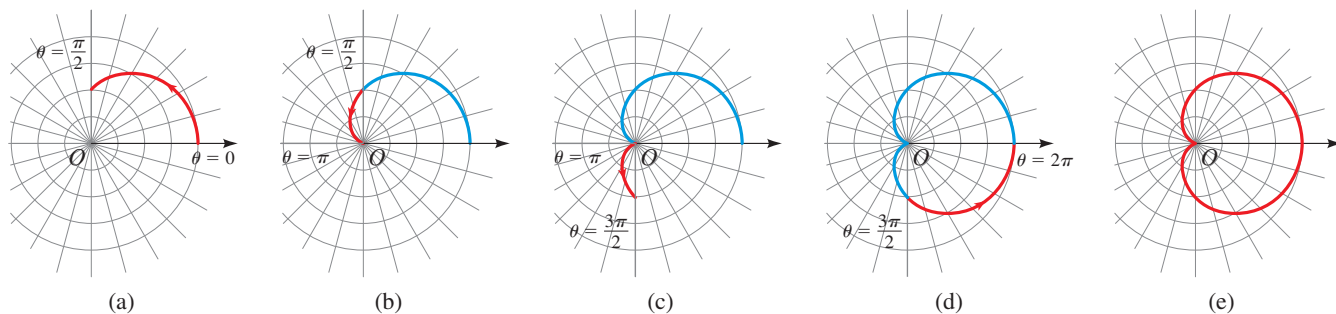 θ = π/2
O
θ = 0
(a)
θ = π/2
θ = π
O
(b)
θ = π
O
θ = 3π/2
(c)
O
θ = 2π
θ = 3π/2
(d)
O
(e)